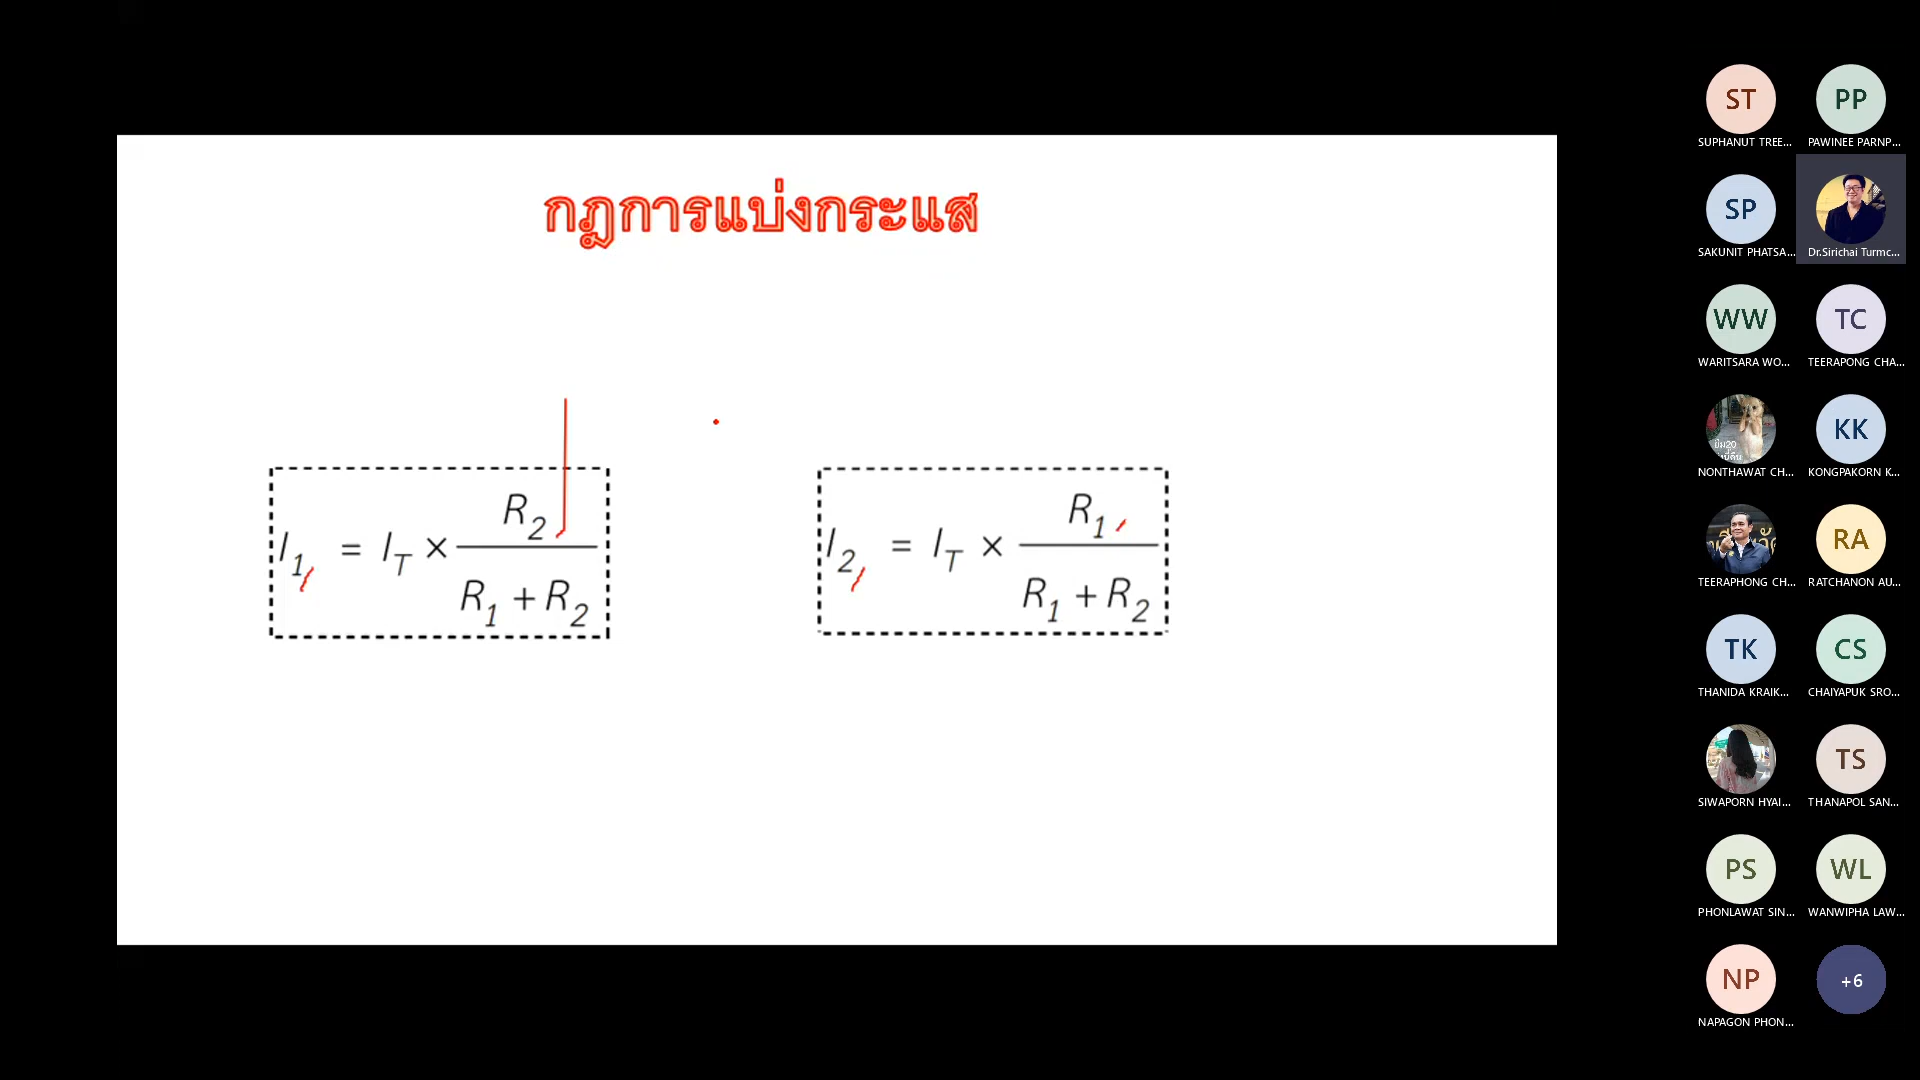 กฎการแบ่งกระแส
I1 = IT × R2 / R1 + R2
I2 = IT × R1 / R1 + R2
ST PP
SUPHANUT TREE... PAWINEE PARNP...
SP
SAKUNIT PHATSA... Dr.Sirichai Turmc...
WW TC
WARITSARA WO... TEERAPONG CHA...
KK
NONTHAWAT CH... KONGPAKORN K...
RA
TEERAPHONG CH... RATCHANON AU...
TK CS
THANIDA KRAIK... CHAIYAPUK SRO...
TS
SIWAPORN HYAI... THANAPOL SAN...
PS WL
PHONLAWAT SIN... WANWIPHA LAW...
NP +6
NAPAGON PHON...